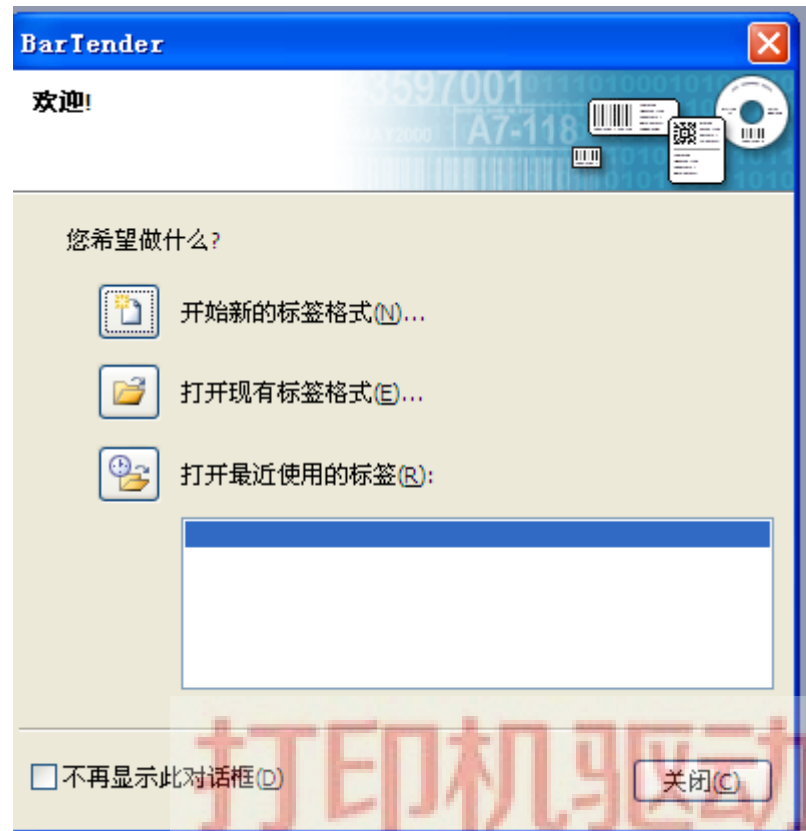 BarTender
欢迎!
3597001
A7-118
您希望做什么?
开始新的标签格式(N)...
打开现有标签格式(E)...
打开最近使用的标签(R):
不再显示此对话框(D)
关闭(C)
打印机驱动